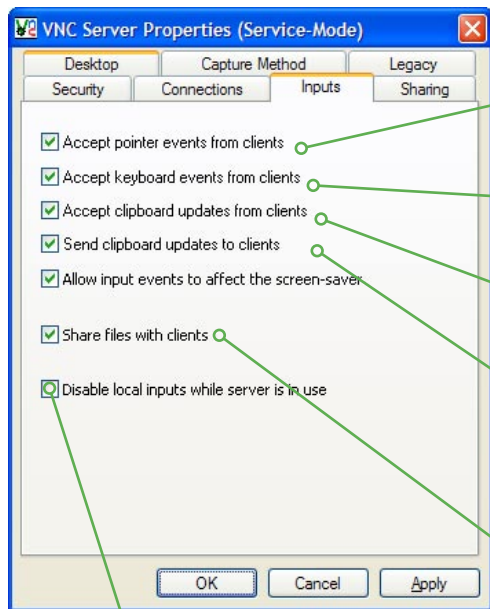 VNC Server Properties (Service-Mode)
Desktop Capture Method Legacy
Security Connections Inputs Sharing
Accept pointer events from clients
Accept keyboard events from clients
Accept clipboard updates from clients
Send clipboard updates to clients
Allow input events to affect the screen-saver
Share files with clients
Disable local inputs while server is in use
OK Cancel Apply